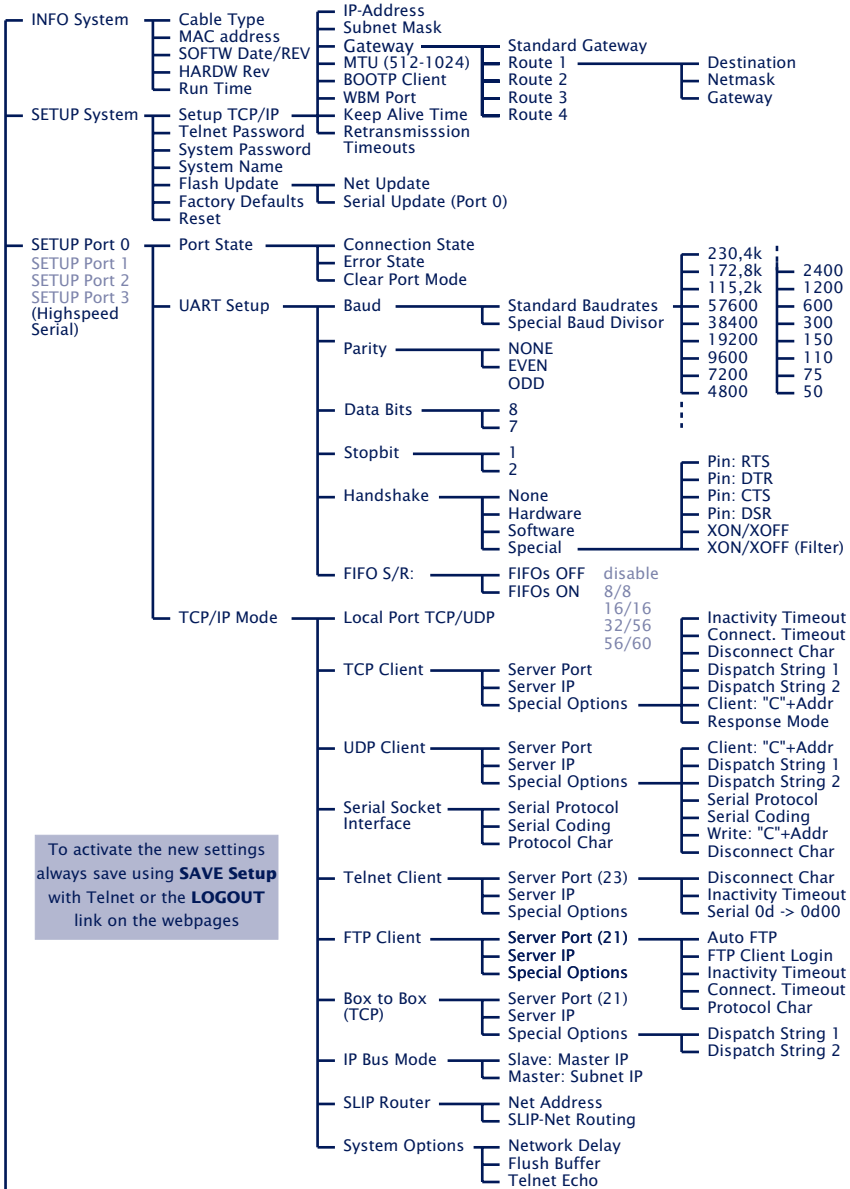 INFO System
Cable Type
MAC address
SOFTW Date/REV
HARDW Rev
Run Time
SETUP System
Setup TCP/IP
IP-Address
Subnet Mask
Gateway
Standard Gateway
Route 1
Destination
Netmask
Gateway
Route 2
Route 3
Route 4
MTU (512-1024)
BOOTP Client
WBM Port
Keep Alive Time
Retransmisssion
Timeouts
Telnet Password
System Password
System Name
Flash Update
Net Update
Serial Update (Port 0)
Factory Defaults
Reset
SETUP Port 0
SETUP Port 1
SETUP Port 2
SETUP Port 3
(Highspeed
Serial)
Port State
Connection State
Error State
Clear Port Mode
UART Setup
Baud
Standard Baudrates
Special Baud Divisor
230,4k
172,8k
115,2k
57600
38400
19200
9600
7200
4800
2400
1200
600
300
150
110
75
50
Parity
NONE
EVEN
ODD
Data Bits
8
7
Stopbit
1
2
Handshake
None
Hardware
Software
Special
Pin: RTS
Pin: DTR
Pin: CTS
Pin: DSR
XON/XOFF
XON/XOFF (Filter)
FIFO S/R:
FIFOs OFF
FIFOs ON
disable
8/8
16/16
32/56
56/60
TCP/IP Mode
Local Port TCP/UDP
TCP Client
Server Port
Server IP
Special Options
Inactivity Timeout
Connect. Timeout
Disconnect Char
Dispatch String 1
Dispatch String 2
Client: "C"+Addr
Response Mode
UDP Client
Server Port
Server IP
Special Options
Client: "C"+Addr
Dispatch String 1
Dispatch String 2
Serial Protocol
Serial Coding
Write: "C"+Addr
Disconnect Char
Serial Socket
Interface
Serial Protocol
Serial Coding
Protocol Char
Telnet Client
Server Port (23)
Server IP
Special Options
Disconnect Char
Inactivity Timeout
Serial 0d -> 0d00
FTP Client
Server Port (21)
Server IP
Special Options
Auto FTP
FTP Client Login
Inactivity Timeout
Connect. Timeout
Protocol Char
Box to Box
(TCP)
Server Port (21)
Server IP
Special Options
Dispatch String 1
Dispatch String 2
IP Bus Mode
Slave: Master IP
Master: Subnet IP
SLIP Router
Net Address
SLIP-Net Routing
System Options
Network Delay
Flush Buffer
Telnet Echo
To activate the new settings
always save using SAVE Setup
with Telnet or the LOGOUT
link on the webpages